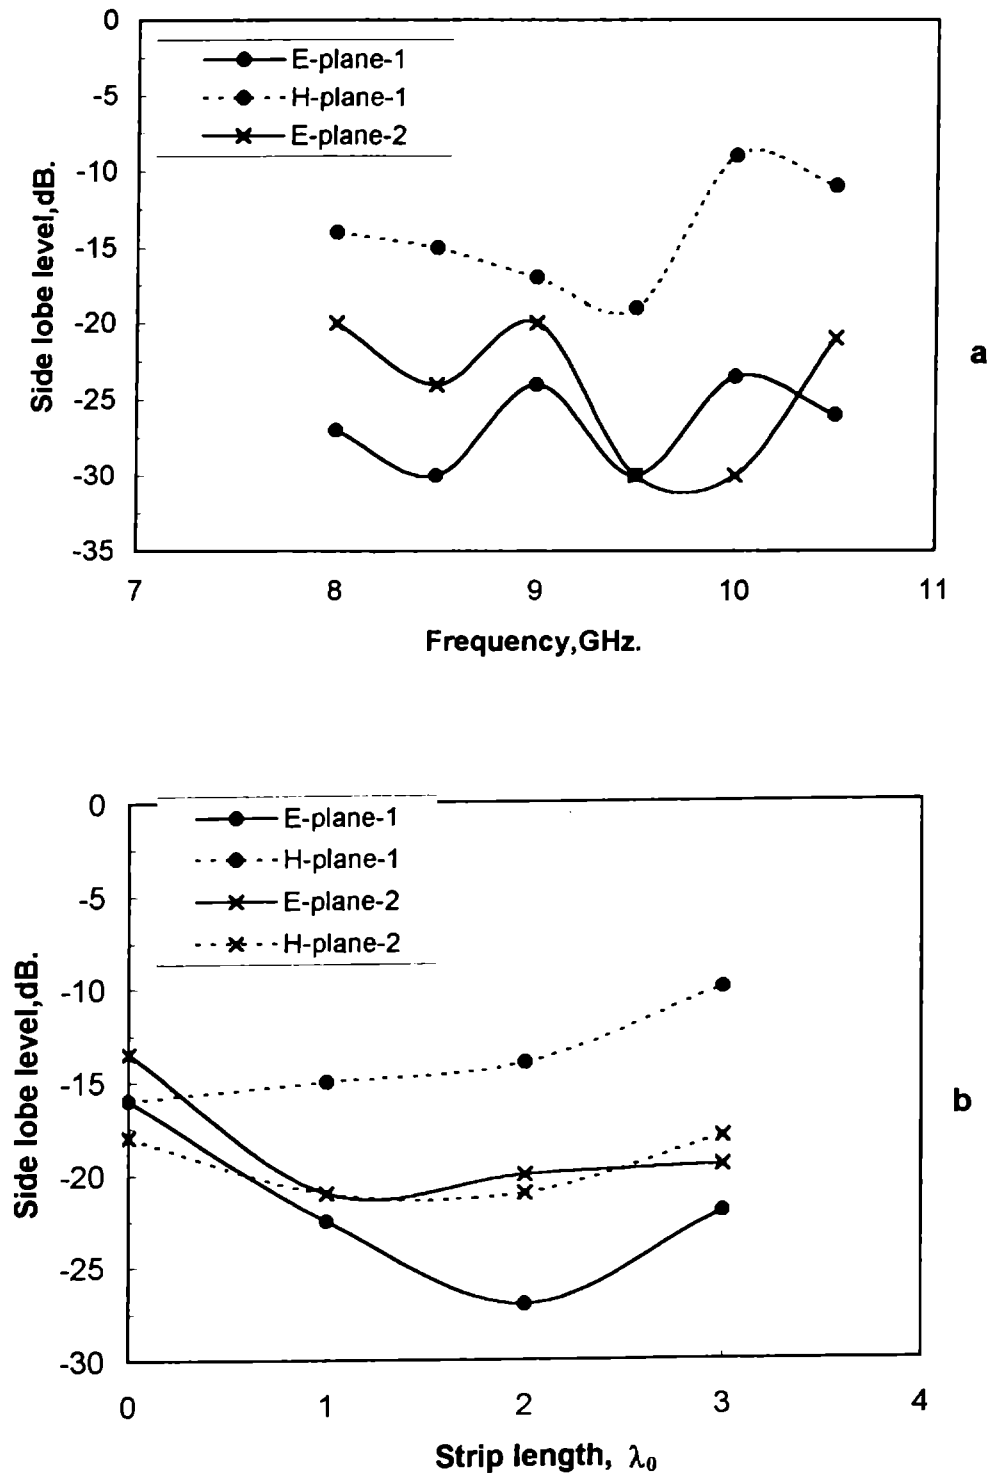 0
-5
-10
-15
-20
-25
-30
-35
Side lobe level,dB.
E-plane-1
H-plane-1
E-plane-2
7 8 9 10 11
Frequency,GHz.
a
0
-5
-10
-15
-20
-25
-30
Side lobe level,dB.
E-plane-1
H-plane-1
E-plane-2
H-plane-2
0 1 2 3 4
Strip length, λ₀
b